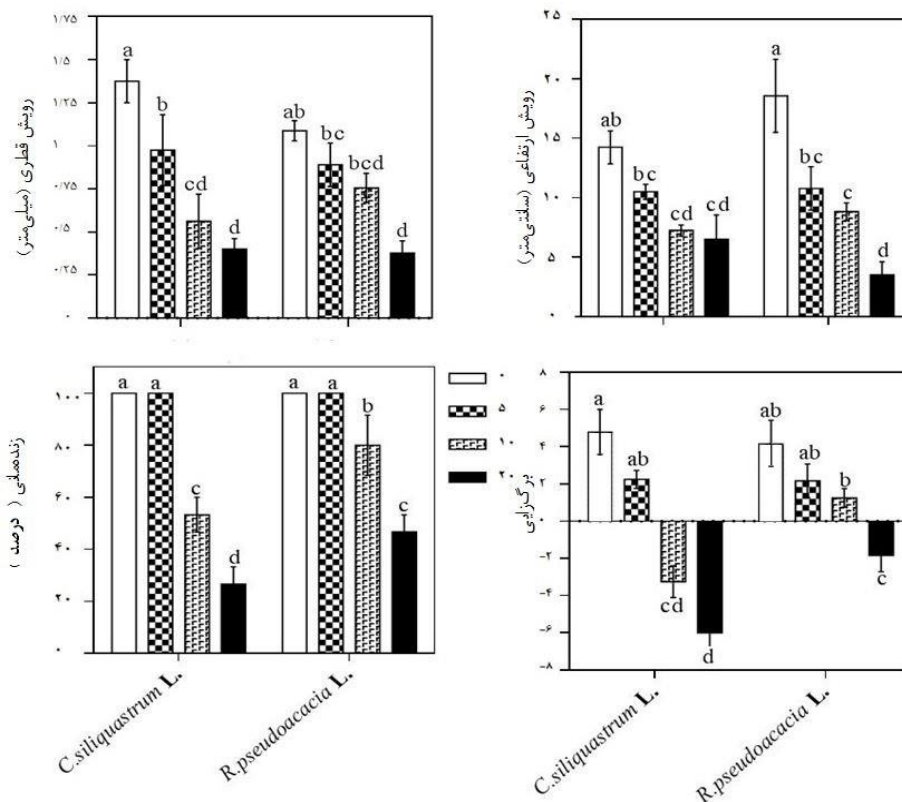 رویش قطری (میلی‌متر)
۱/۷۵
۱/۵
۱/۲۵
۱
۰/۷۵
۰/۵
۰/۲۵
۰
a
b
cd
d
ab
bc
bcd
d
رویش ارتفاعی (سانتی‌متر)
۲۵
۲۰
۱۵
۱۰
۵
۰
ab
bc
cd
cd
a
bc
c
d
زنده‌مانی ( درصد )
۱۰۰
۸۰
۶۰
۴۰
۲۰
۰
a
a
c
d
a
a
b
c
C.siliquastrum L.
R.pseudoacacia L.
۰
۵
۱۰
۲۰
برگ‌زایی
۸
۶
۴
۲
۰
-۲
-۴
-۶
-۸
a
ab
cd
d
ab
ab
b
c
C.siliquastrum L.
R.pseudoacacia L.